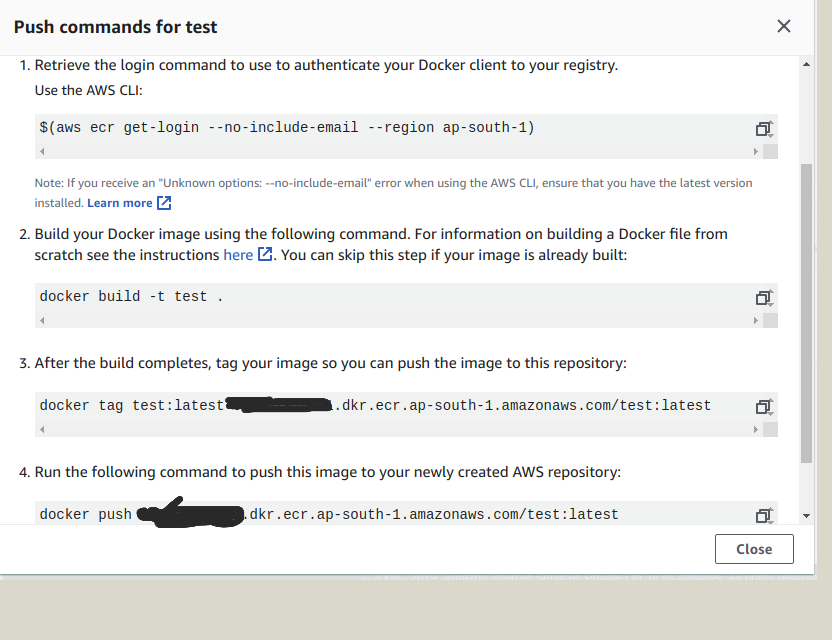 Push commands for test
1. Retrieve the login command to use to authenticate your Docker client to your registry.
Use the AWS CLI:
$(aws ecr get-login --no-include-email --region ap-south-1)
Note: If you receive an "Unknown options: --no-include-email" error when using the AWS CLI, ensure that you have the latest version
installed. Learn more
2. Build your Docker image using the following command. For information on building a Docker file from
scratch see the instructions here . You can skip this step if your image is already built:
docker build -t test .
3. After the build completes, tag your image so you can push the image to this repository:
docker tag test:latest .dkr.ecr.ap-south-1.amazonaws.com/test:latest
4. Run the following command to push this image to your newly created AWS repository:
docker push .dkr.ecr.ap-south-1.amazonaws.com/test:latest
Close